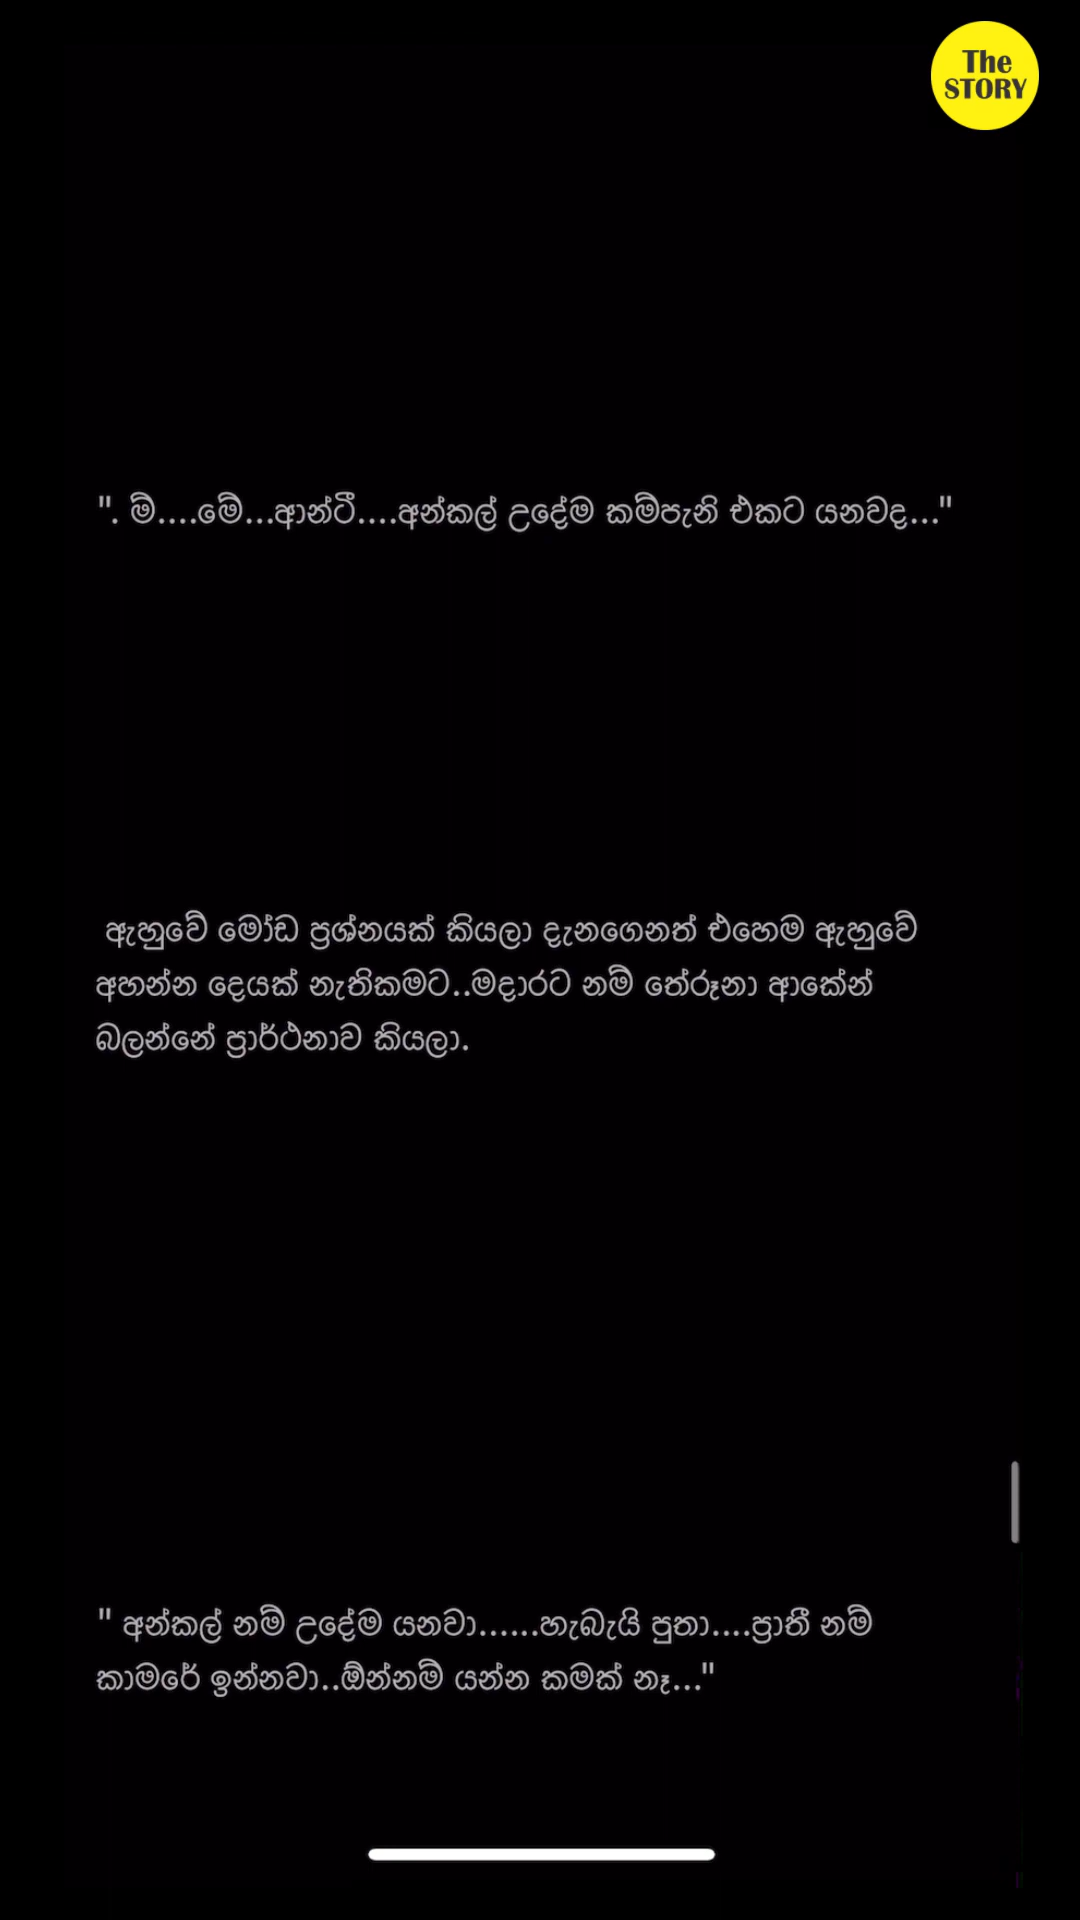 The
STORY
". ම්....මේ...ආන්ටී....අන්කල් උදේම කම්පැනි එකට යනවද..."
ඇහුවේ මෝඩ ප්‍රශ්නයක් කියලා දැනගෙනත් එහෙම ඇහුවේ
අහන්න දෙයක් නැතිකමට..මදාරට නම් තේරුනා ආකේන්
බලන්නේ ප්‍රාර්ථනාව කියලා.
" අන්කල් නම් උදේම යනවා......හැබැයි පුතා....ප්‍රාතී නම්
කාමරේ ඉන්නවා..ඕන්නම් යන්න කමක් නෑ..."